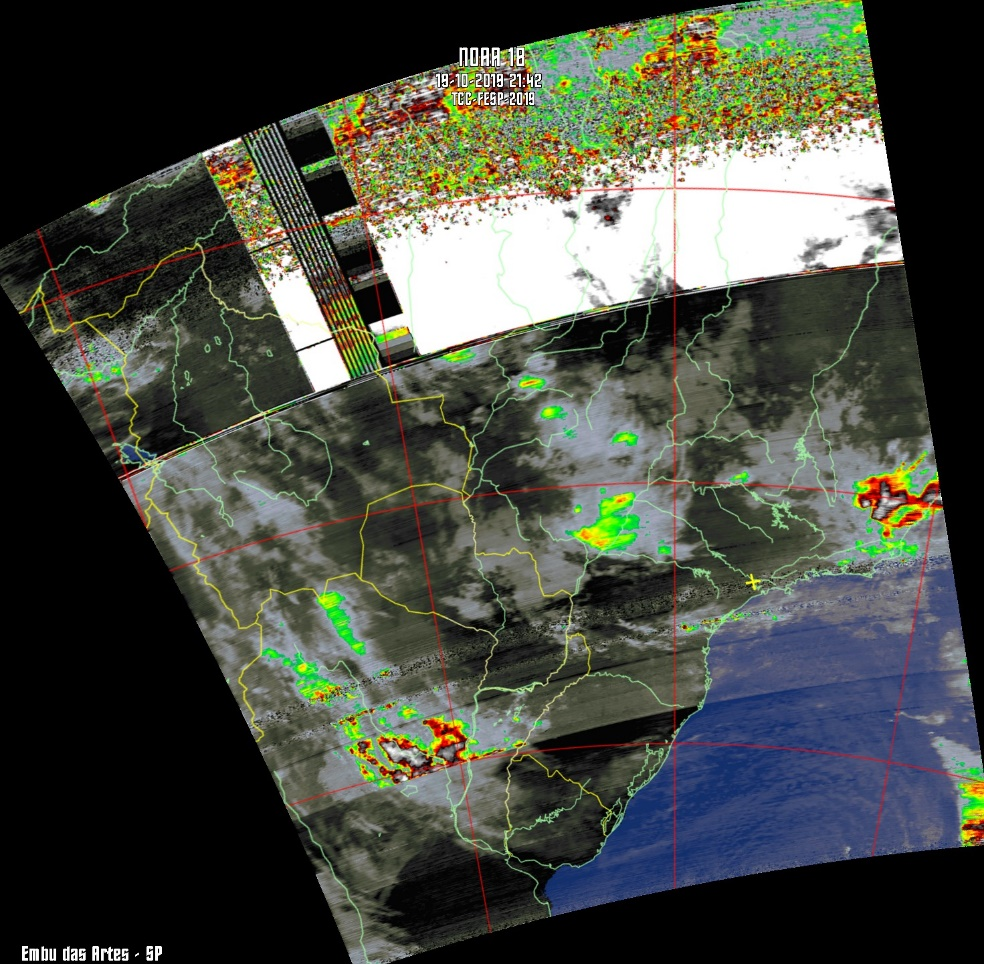 NOAA 18
19-10-2019 21:42
TCC-FESP-2019
Embu das Artes - SP